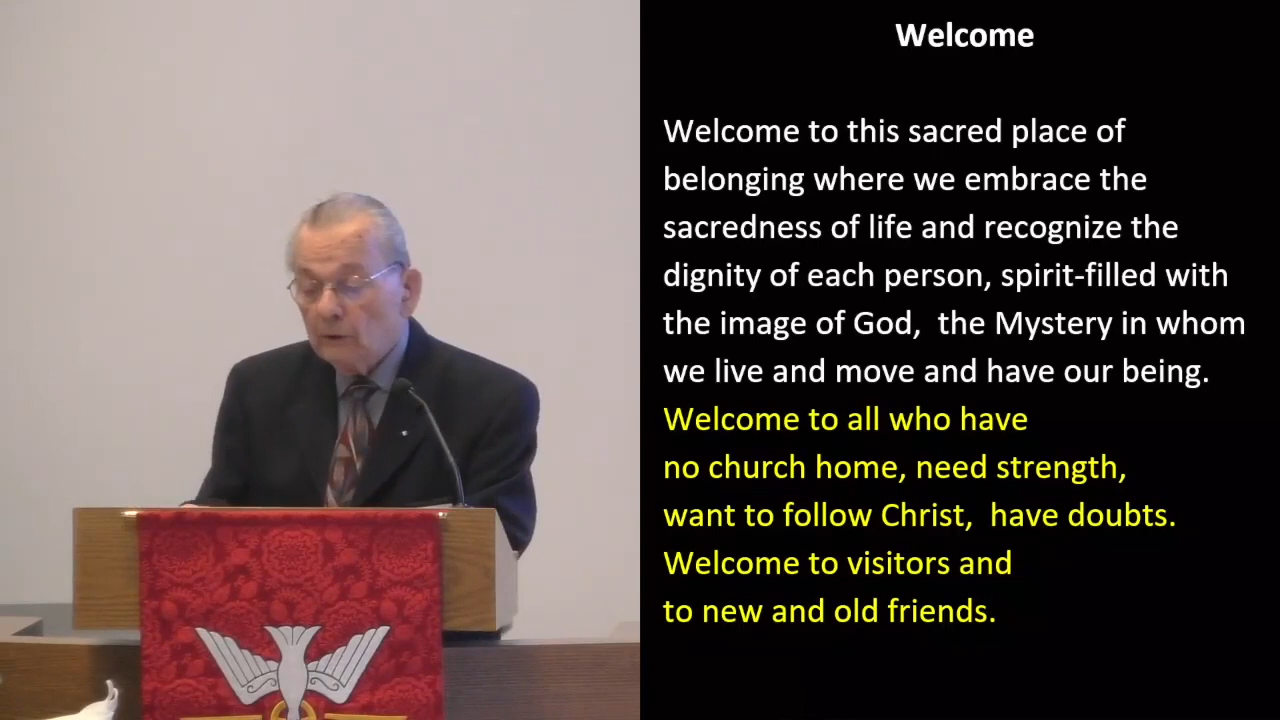 Welcome
Welcome to this sacred place of
belonging where we embrace the
sacredness of life and recognize the
dignity of each person, spirit-filled with
the image of God,  the Mystery in whom
we live and move and have our being.
Welcome to all who have
no church home, need strength,
want to follow Christ,  have doubts.
Welcome to visitors and
to new and old friends.